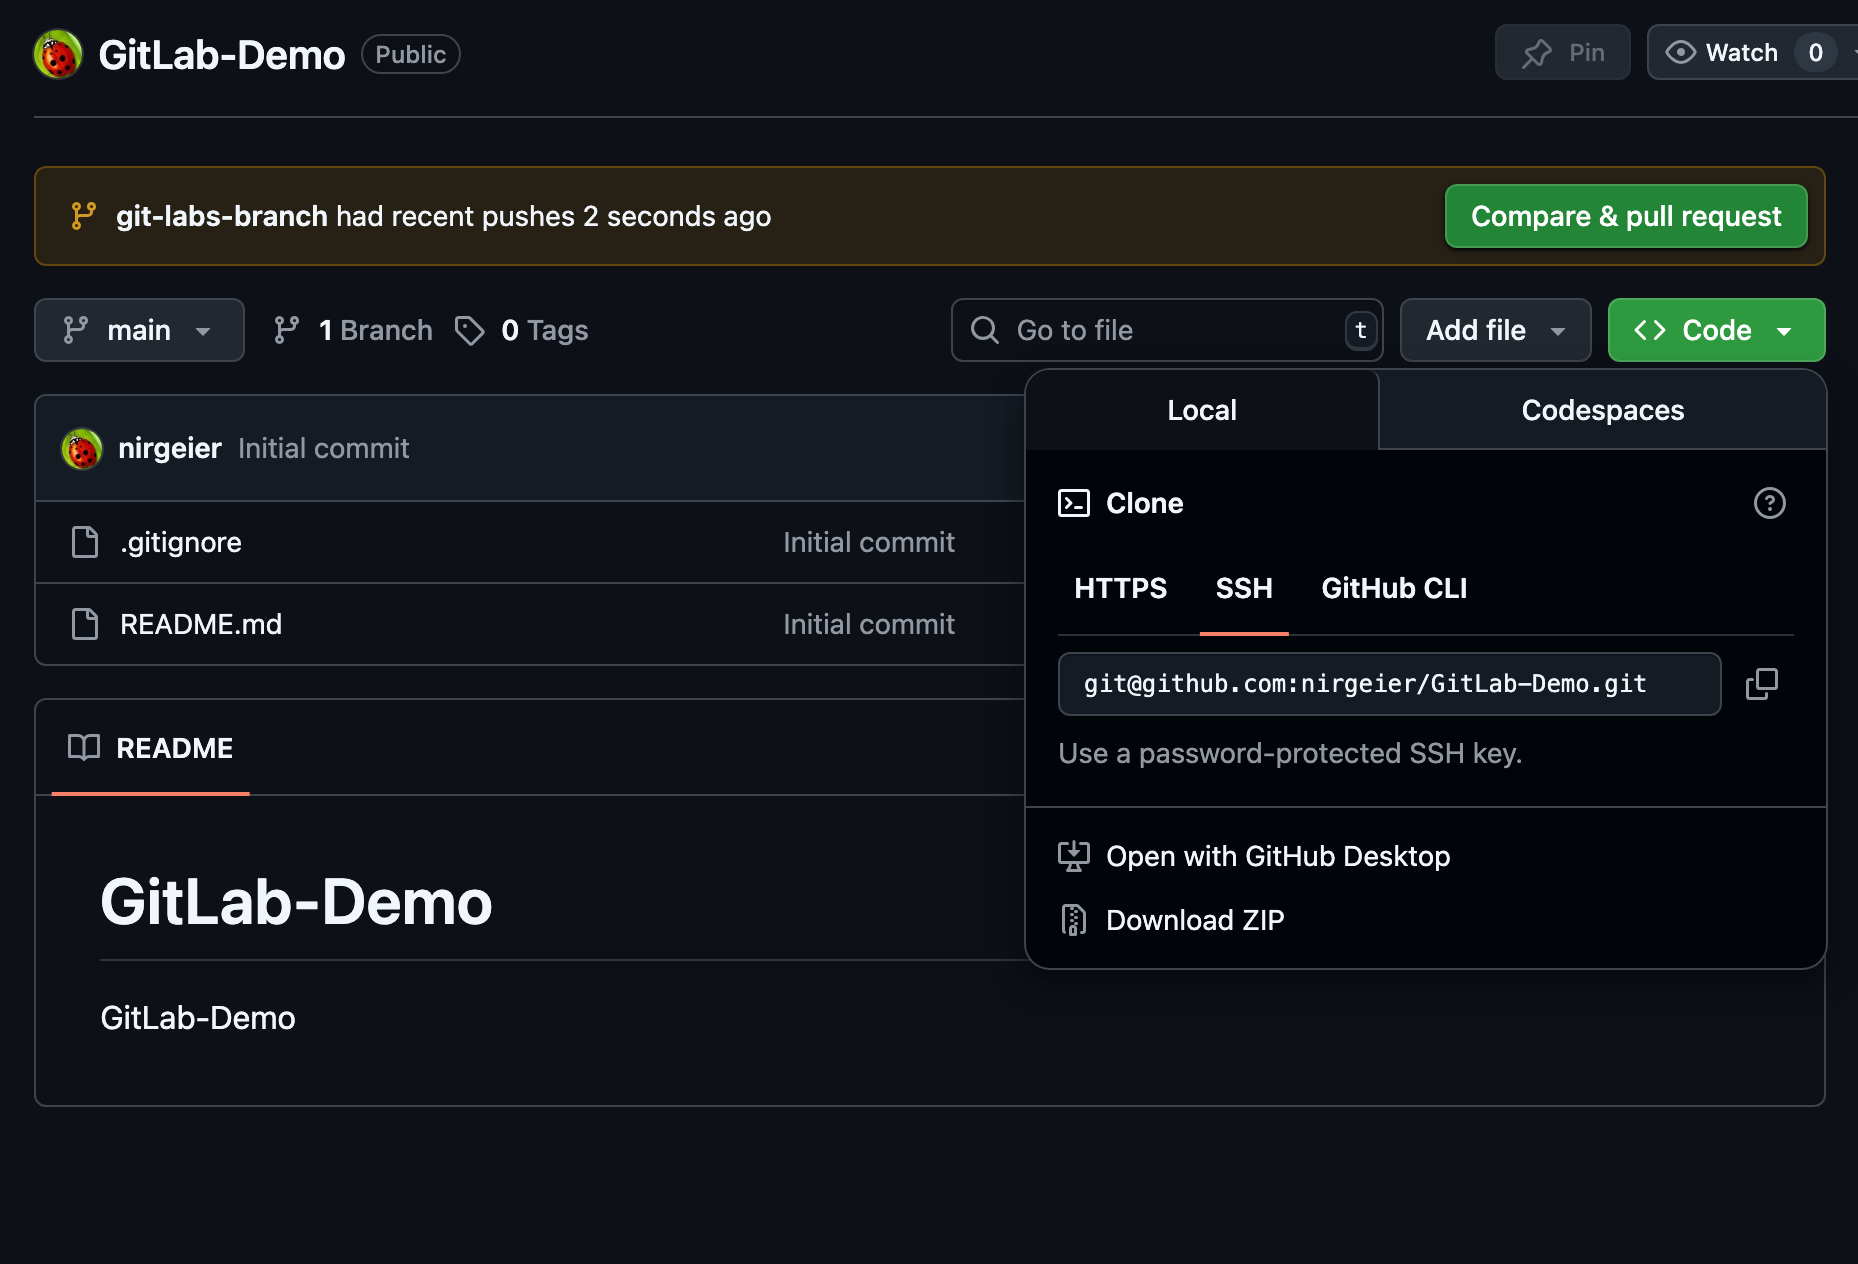 GitLab-Demo Public
Pin
Watch 0
git-labs-branch had recent pushes 2 seconds ago
Compare & pull request
main
1 Branch
0 Tags
Go to file
t
Add file
Code
Local
Codespaces
nirgeier Initial commit
Clone
.gitignore
Initial commit
HTTPS
SSH
GitHub CLI
README.md
Initial commit
git@github.com:nirgeier/GitLab-Demo.git
Use a password-protected SSH key.
README
Open with GitHub Desktop
Download ZIP
GitLab-Demo
GitLab-Demo